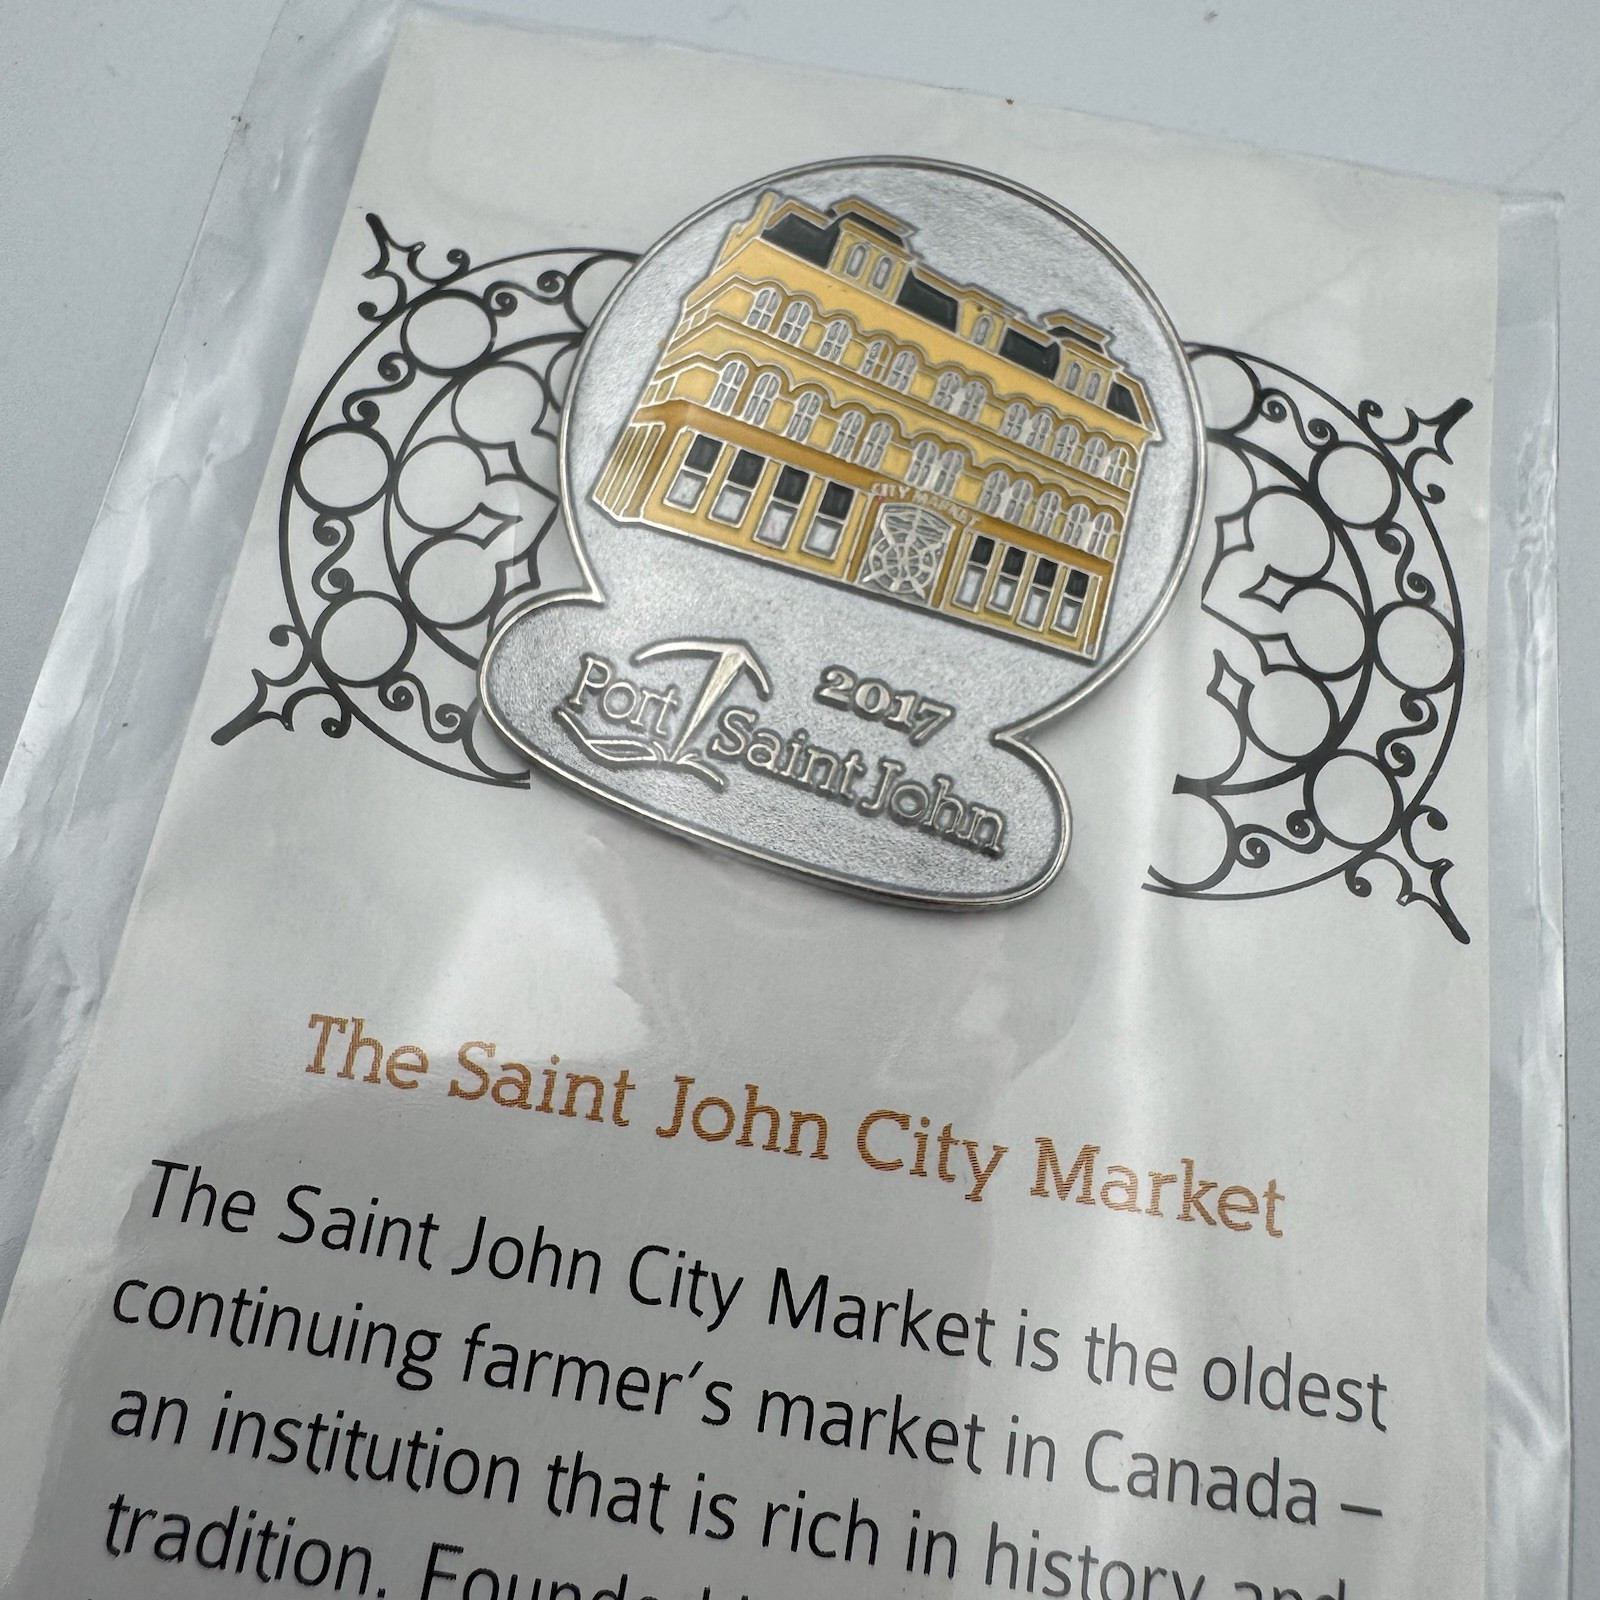 CITY MARKET
2017
Port Saint John
The Saint John City Market
The Saint John City Market is the oldest
continuing farmer's market in Canada –
an institution that is rich in history and
tradition. Founded